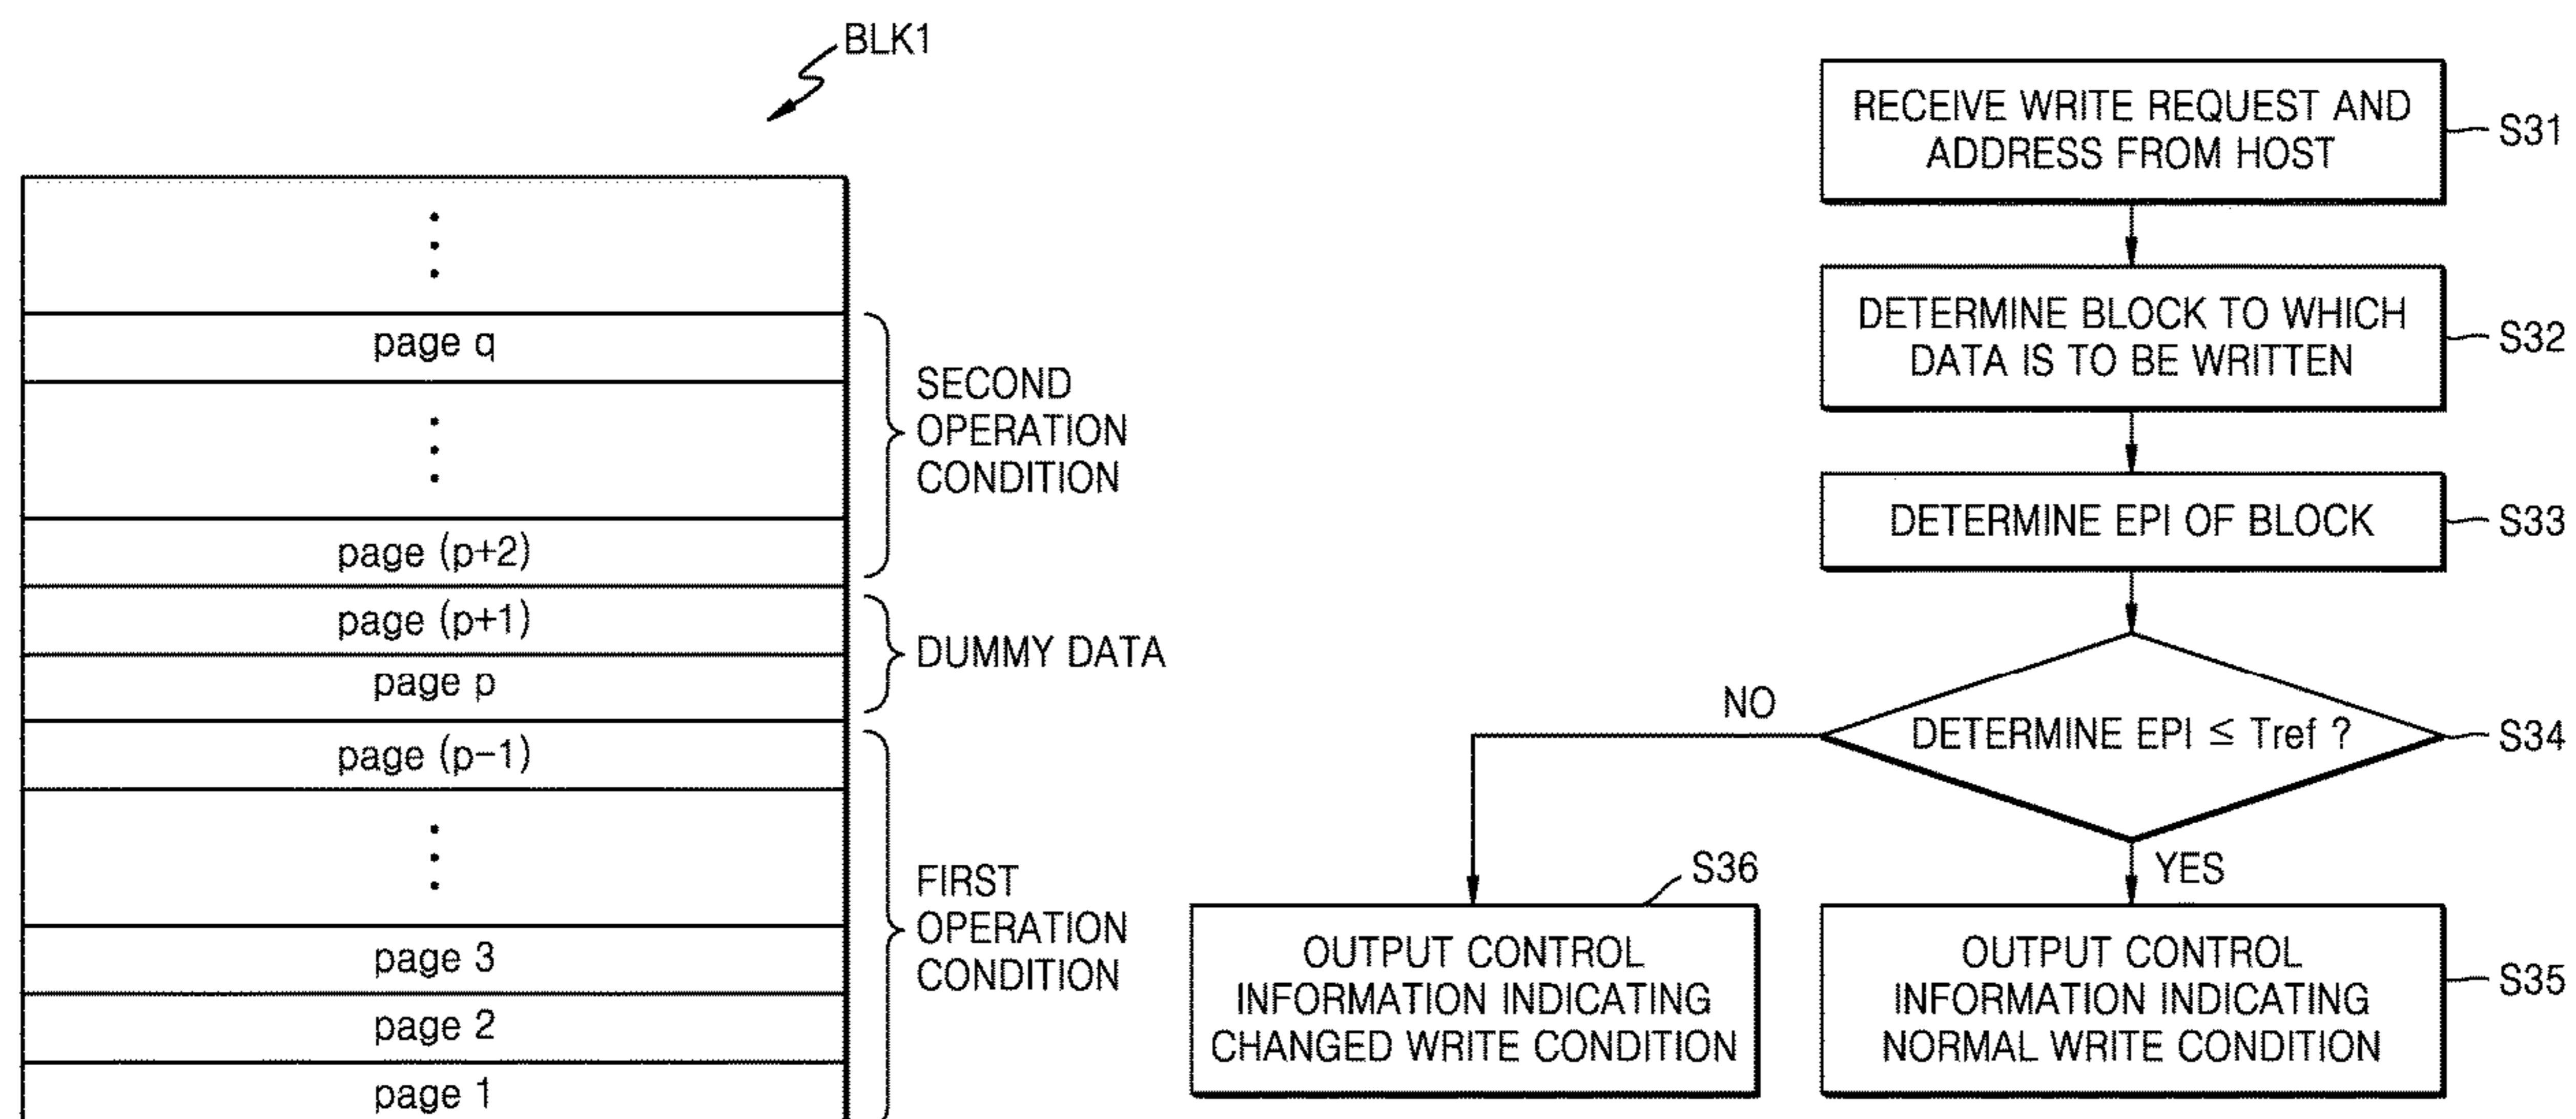 BLK1
page q
page (p+2)
page (p+1)
page p
page (p-1)
page 3
page 2
page 1
SECOND
OPERATION
CONDITION
DUMMY DATA
FIRST
OPERATION
CONDITION
RECEIVE WRITE REQUEST AND
ADDRESS FROM HOST
S31
DETERMINE BLOCK TO WHICH
DATA IS TO BE WRITTEN
S32
DETERMINE EPI OF BLOCK
S33
DETERMINE EPI ≤ Tref ?
S34
NO
YES
S36
OUTPUT CONTROL
INFORMATION INDICATING
CHANGED WRITE CONDITION
OUTPUT CONTROL
INFORMATION INDICATING
NORMAL WRITE CONDITION
S35